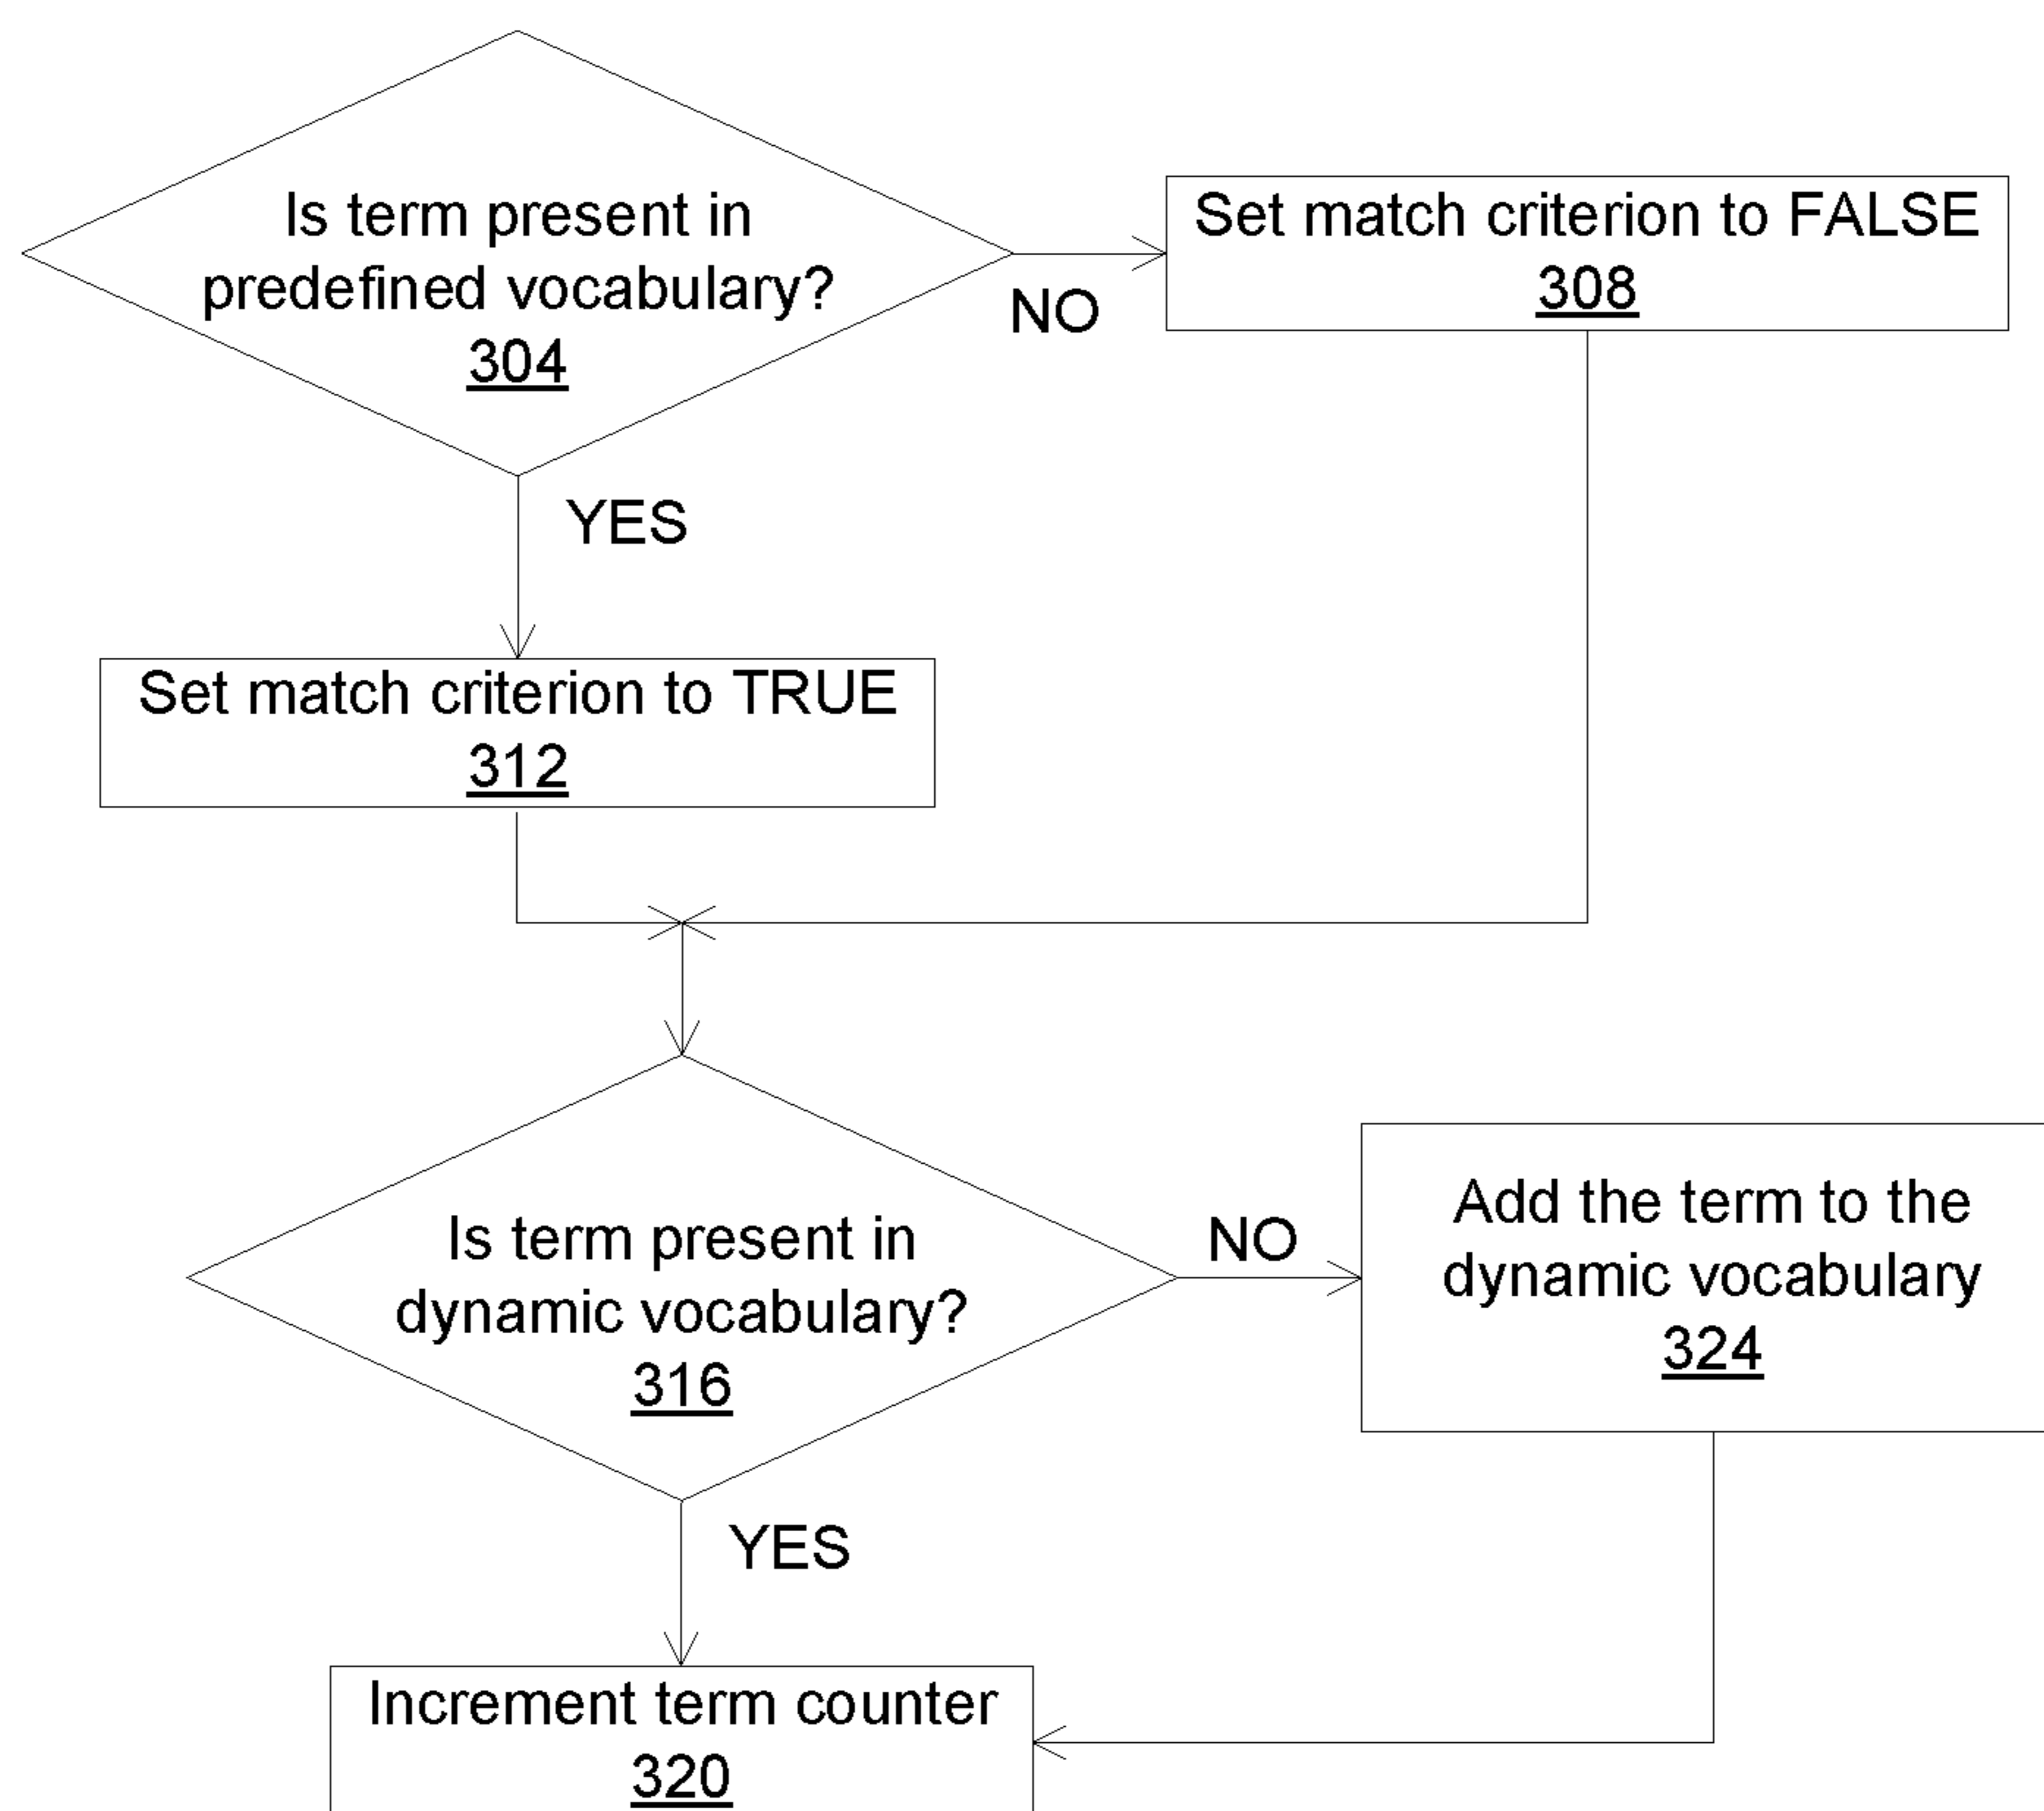 Is term present in
predefined vocabulary?
304
NO
Set match criterion to FALSE
308
YES
Set match criterion to TRUE
312
Is term present in
dynamic vocabulary?
316
NO
Add the term to the
dynamic vocabulary
324
YES
Increment term counter
320